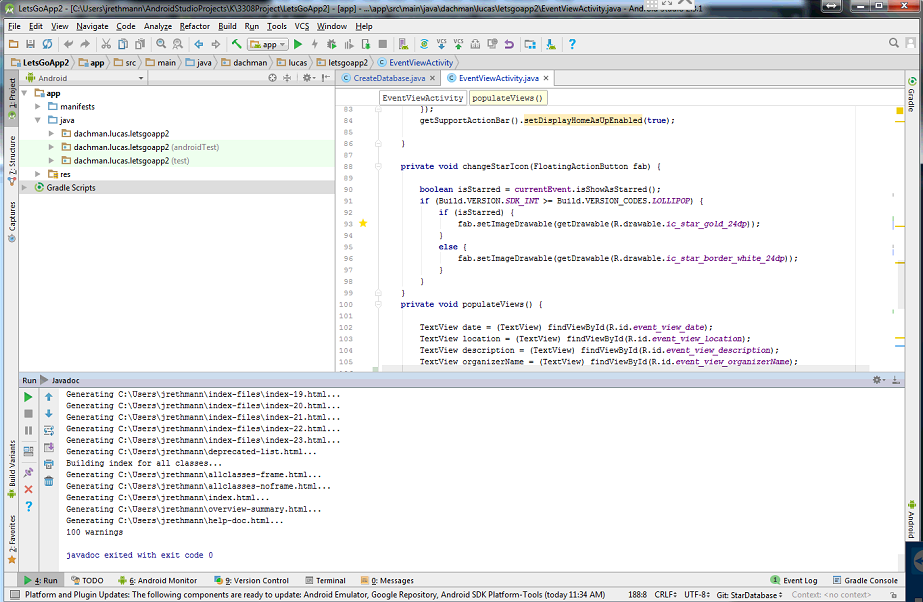 LetsGoApp2 - [C:\Users\jrethmann\AndroidStudioProjects\K\3308Project\LetsGoApp2] - [app] - ...\app\src\main\java\dachman\lucas\letsgoapp2\EventViewActivity.java - Android Studio 2.1.1
File Edit View Navigate Code Analyze Refactor Build Run Tools VCS Window Help
app
LetsGoApp2 app src main java dachman lucas letsgoapp2 EventViewActivity
Android
CreateDatabase.java EventViewActivity.java
EventViewActivity populateViews()
1: Project
7: Structure
Captures
Build Variants
2: Favorites
Gradle
Android
app
manifests
java
dachman.lucas.letsgoapp2
dachman.lucas.letsgoapp2 (androidTest)
dachman.lucas.letsgoapp2 (test)
res
Gradle Scripts
83 });
84 getSupportActionBar().setDisplayHomeAsUpEnabled(true);
85
86 }
87
88 private void changeStarIcon(FloatingActionButton fab) {
89
90 boolean isStarred = currentEvent.isShowAsStarred();
91 if (Build.VERSION.SDK_INT >= Build.VERSION_CODES.LOLLIPOP) {
92 if (isStarred) {
93 fab.setImageDrawable(getDrawable(R.drawable.ic_star_gold_24dp));
94 }
95 else {
96 fab.setImageDrawable(getDrawable(R.drawable.ic_star_border_white_24dp));
97 }
98 }
99 }
100 private void populateViews() {
101
102 TextView date = (TextView) findViewById(R.id.event_view_date);
103 TextView location = (TextView) findViewById(R.id.event_view_location);
104 TextView description = (TextView) findViewById(R.id.event_view_description);
105 TextView organizerName = (TextView) findViewById(R.id.event_view_organizerName);
Run Javadoc
Generating C:\Users\jrethmann\index-files\index-19.html...
Generating C:\Users\jrethmann\index-files\index-20.html...
Generating C:\Users\jrethmann\index-files\index-21.html...
Generating C:\Users\jrethmann\index-files\index-22.html...
Generating C:\Users\jrethmann\index-files\index-23.html...
Generating C:\Users\jrethmann\deprecated-list.html...
Building index for all classes...
Generating C:\Users\jrethmann\allclasses-frame.html...
Generating C:\Users\jrethmann\allclasses-noframe.html...
Generating C:\Users\jrethmann\index.html...
Generating C:\Users\jrethmann\overview-summary.html...
Generating C:\Users\jrethmann\help-doc.html...
100 warnings
javadoc exited with exit code 0
4: Run TODO 6: Android Monitor 9: Version Control Terminal 0: Messages 1 Event Log Gradle Console
Platform and Plugin Updates: The following components are ready to update: Android Emulator, Google Repository, Android SDK Platform-Tools (today 11:34 AM) 188:8 CRLF UTF-8 Git: StarDatabase Context: <no context>